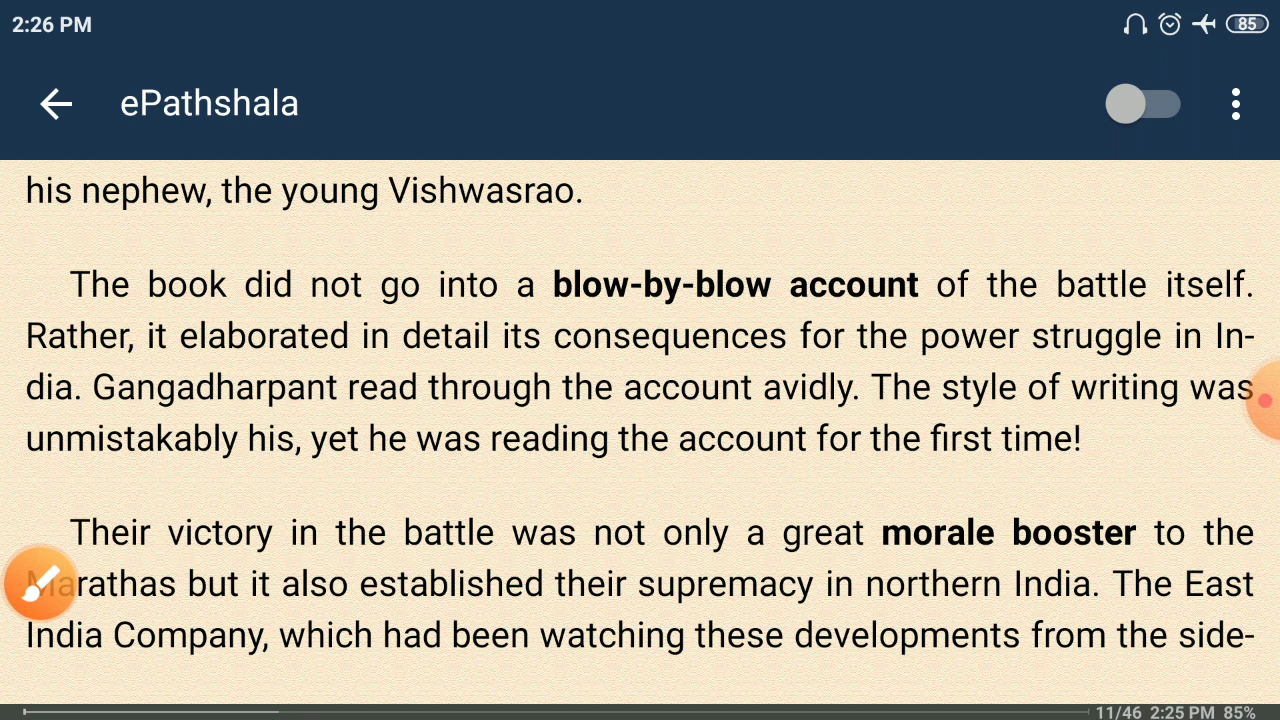 2:26 PM
85
ePathshala
his nephew, the young Vishwasrao.
The book did not go into a blow-by-blow account of the battle itself.
Rather, it elaborated in detail its consequences for the power struggle in In-
dia. Gangadharpant read through the account avidly. The style of writing was
unmistakably his, yet he was reading the account for the first time!
Their victory in the battle was not only a great morale booster to the
Marathas but it also established their supremacy in northern India. The East
India Company, which had been watching these developments from the side-
11/46 2:25 PM 85%